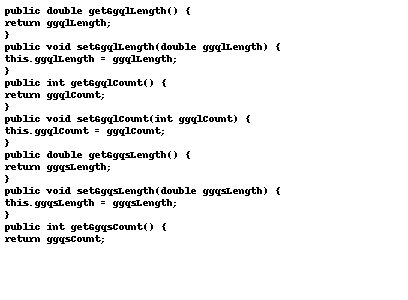 public double getGgqlLength() {
return ggqlLength;
}
public void setGgqlLength(double ggqlLength) {
this.ggqlLength = ggqlLength;
}
public int getGgqlCount() {
return ggqlCount;
}
public void setGgqlCount(int ggqlCount) {
this.ggqlCount = ggqlCount;
}
public double getGgqsLength() {
return ggqsLength;
}
public void setGgqsLength(double ggqsLength) {
this.ggqsLength = ggqsLength;
}
public int getGgqsCount() {
return ggqsCount;